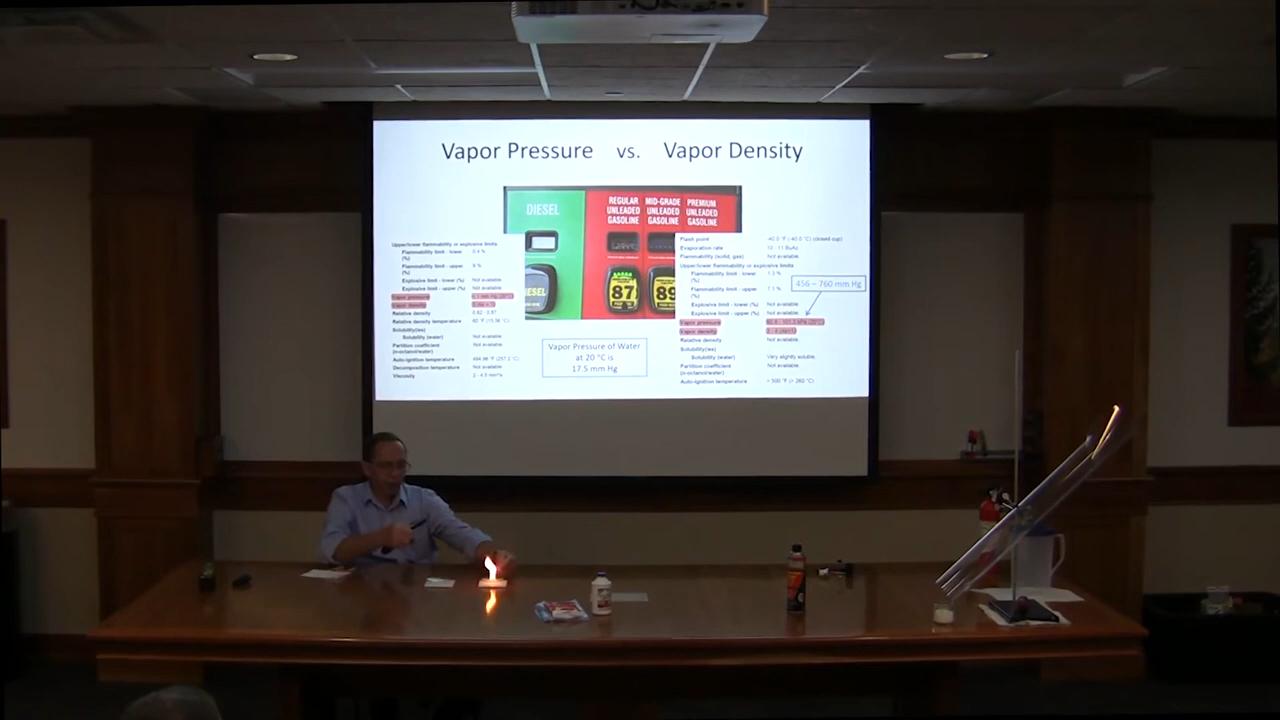 Vapor Pressure vs. Vapor Density
DIESEL
REGULAR UNLEADED GASOLINE
MID-GRADE UNLEADED GASOLINE
PREMIUM UNLEADED GASOLINE
87
89
Upper/lower flammability or explosive limits
Flammability limit - lower (%) 0.4 %
Flammability limit - upper (%) 8 %
Explosive limit - lower (%) Not available.
Explosive limit - upper (%) Not available.
Vapor pressure
Vapor density
Relative density
Relative density temperature
Solubility(ies)
Solubility (water) Not available.
Partition coefficient (n-octanol/water) Not available.
Auto-ignition temperature
Decomposition temperature Not available.
Viscosity
Vapor Pressure of Water
at 20 °C is
17.5 mm Hg
Flash point
Evaporation rate
Flammability (solid, gas) Not available.
Upper/lower flammability or explosive limits
Flammability limit - lower (%)
Flammability limit - upper (%)
Explosive limit - lower (%) Not available.
Explosive limit - upper (%) Not available.
456 – 760 mm Hg
Vapor pressure
Vapor density
Relative density Not available.
Solubility(ies)
Solubility (water) Very slightly soluble.
Partition coefficient (n-octanol/water) Not available.
Auto-ignition temperature